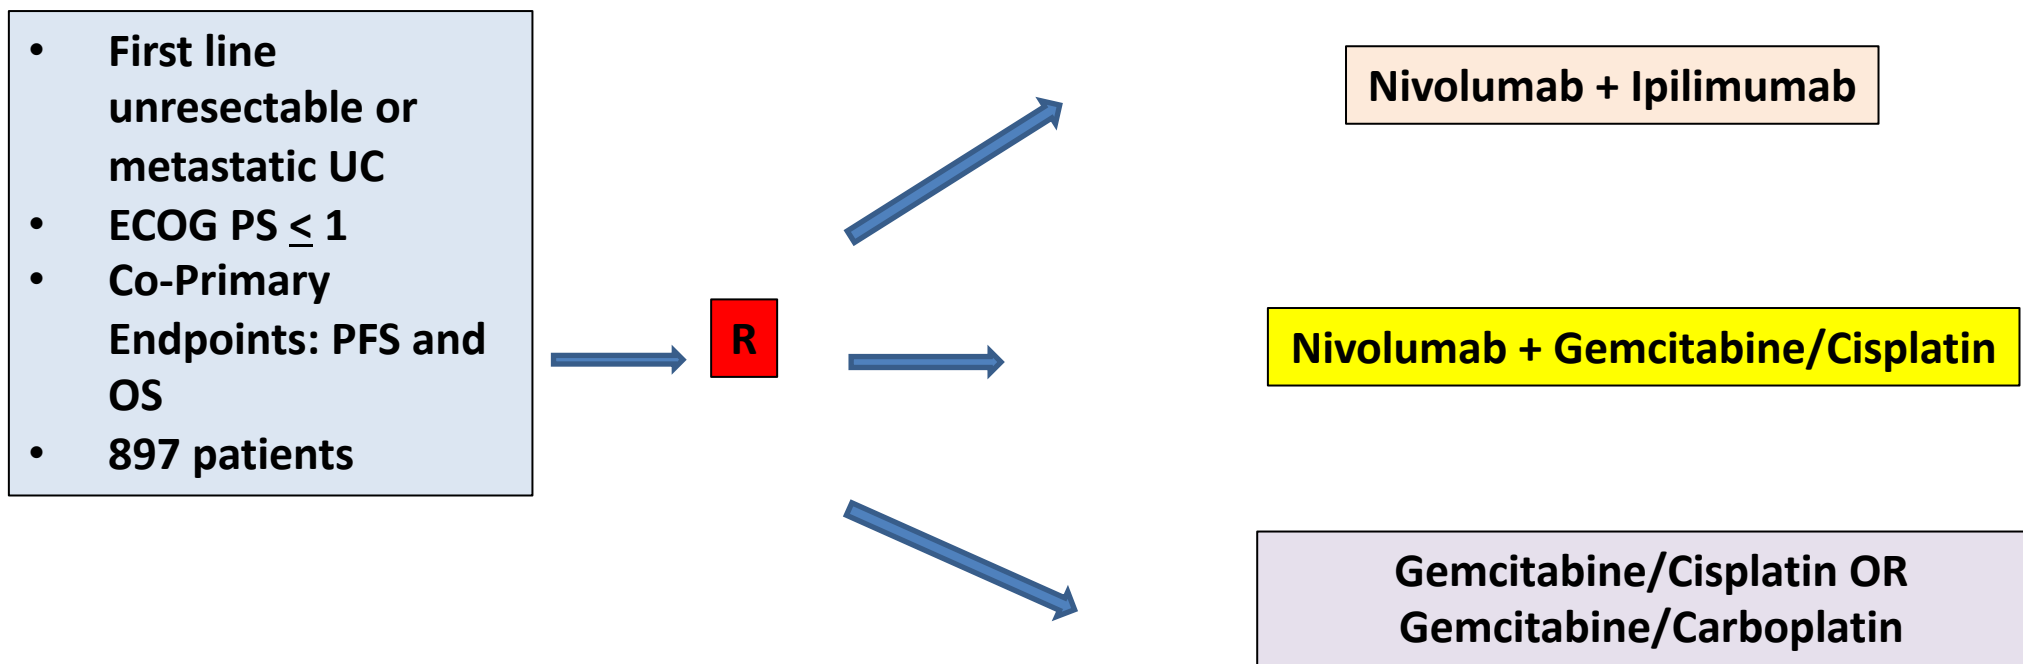 • First line
unresectable or
metastatic UC
• ECOG PS ≤ 1
• Co-Primary
Endpoints: PFS and
OS
• 897 patients
R
Nivolumab + Ipilimumab
Nivolumab + Gemcitabine/Cisplatin
Gemcitabine/Cisplatin OR
Gemcitabine/Carboplatin